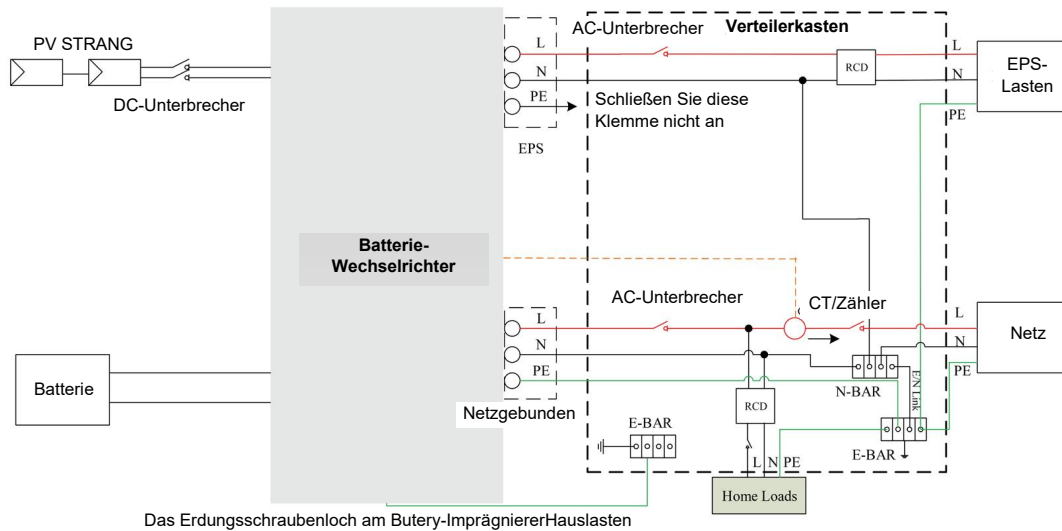 PV STRANG
DC-Unterbrecher
L
N
PE
EPS
AC-Unterbrecher
Verteilerkasten
RCD
Schließen Sie diese
Klemme nicht an
L
N
PE
EPS-
Lasten
Batterie-
Wechselrichter
Batterie
L
N
PE
Netzgebunden
AC-Unterbrecher
CT/Zähler
L
N
PE
Netz
N-BAR
E/N Link
RCD
E-BAR
E-BAR
L N PE
Home Loads
Das Erdungsschraubenloch am Butery-ImprägniererHauslasten